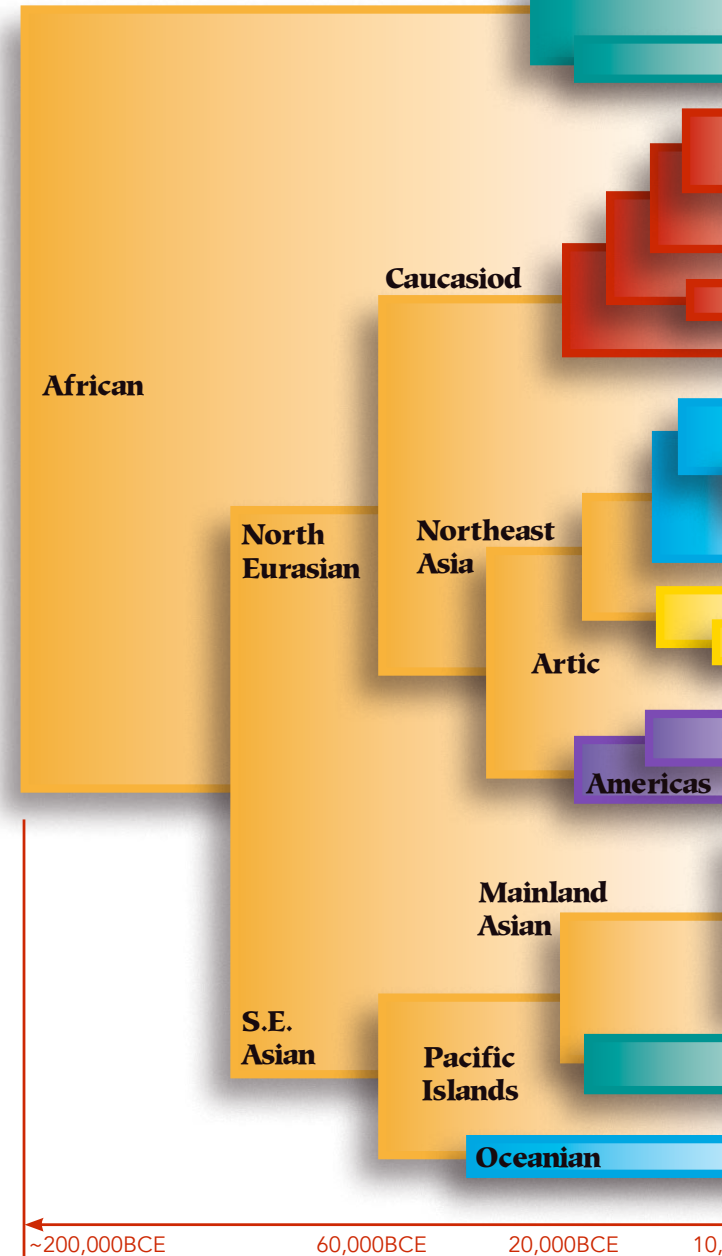 Caucasiod
African
North
Eurasian
Northeast
Asia
Artic
Americas
Mainland
Asian
S.E.
Asian
Pacific
Islands
Oceanian
~200,000BCE
60,000BCE
20,000BCE
10,